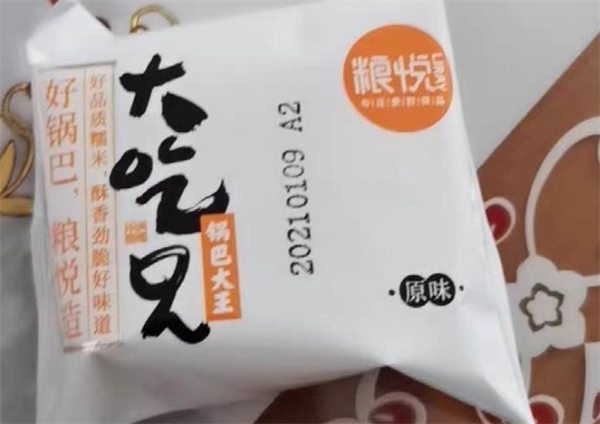 粮悦
LIRAY
大吃兄
锅巴大王
好品质糯米，酥香劲脆好味道
好锅巴，粮悦造
20210109 A2
·原味·